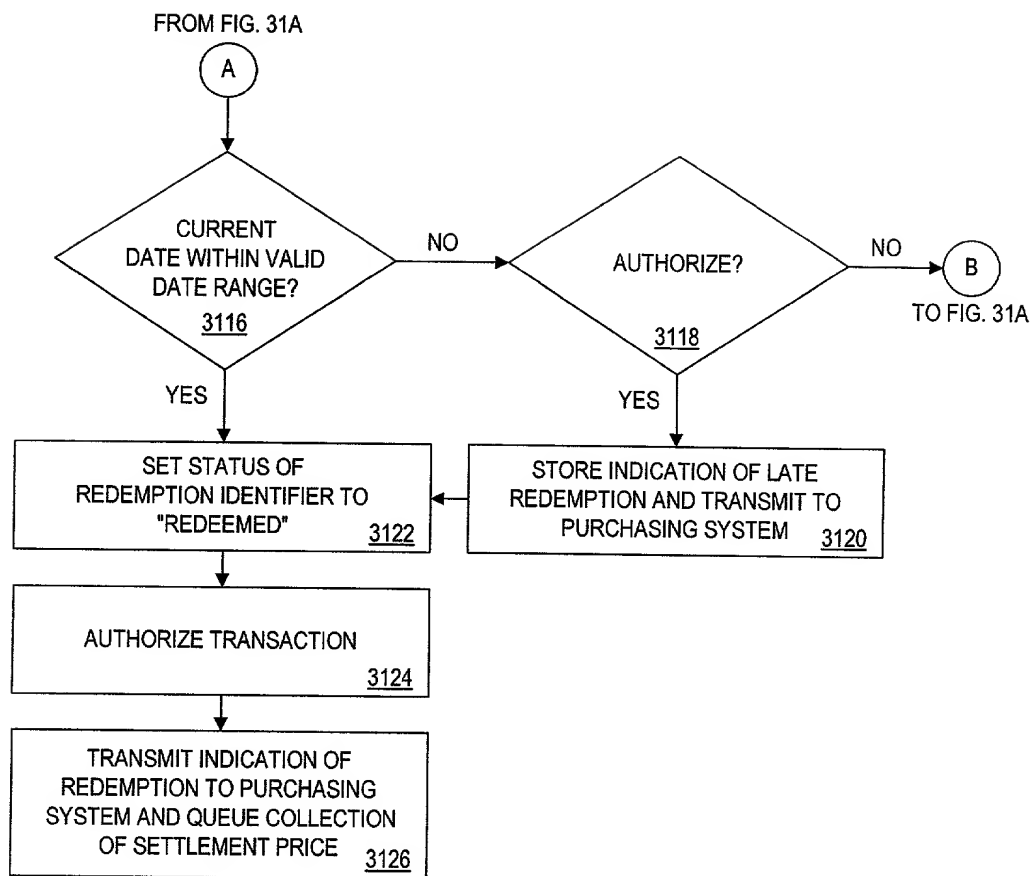 FROM FIG. 31A
A
CURRENT
DATE WITHIN VALID
DATE RANGE?
3116
NO
AUTHORIZE?
3118
NO
B
TO FIG. 31A
YES
YES
SET STATUS OF
REDEMPTION IDENTIFIER TO
"REDEEMED"
3122
STORE INDICATION OF LATE
REDEMPTION AND TRANSMIT TO
PURCHASING SYSTEM
3120
AUTHORIZE TRANSACTION
3124
TRANSMIT INDICATION OF
REDEMPTION TO PURCHASING
SYSTEM AND QUEUE COLLECTION
OF SETTLEMENT PRICE
3126